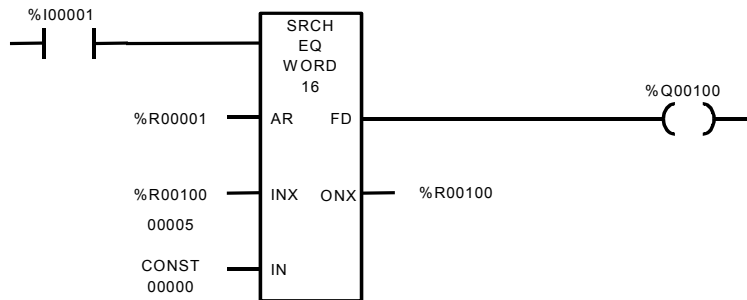 %I00001
SRCH
EQ
WORD
16
%Q00100
%R00001 AR FD
%R00100 INX ONX %R00100
00005
CONST IN
00000